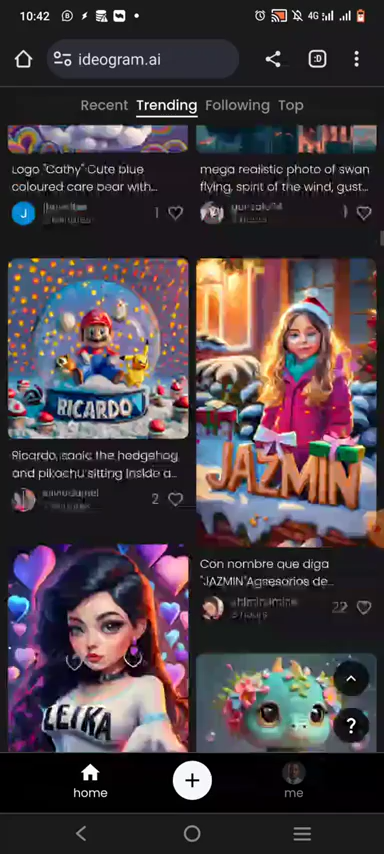 10:42
4G
ideogram.ai
:D
Recent Trending Following Top
Logo "Cathy" Cute blue
coloured care bear with...
1
mega realistic photo of swan
flying, spirit of the wind, gust...
RICARDO
Ricardo, sonic the hedgehog
and pikachu sitting inside a...
2
JAZMIN
Con nombre que diga
"JAZMIN"Agresorios de...
22
LEIKA
?
home
+
me